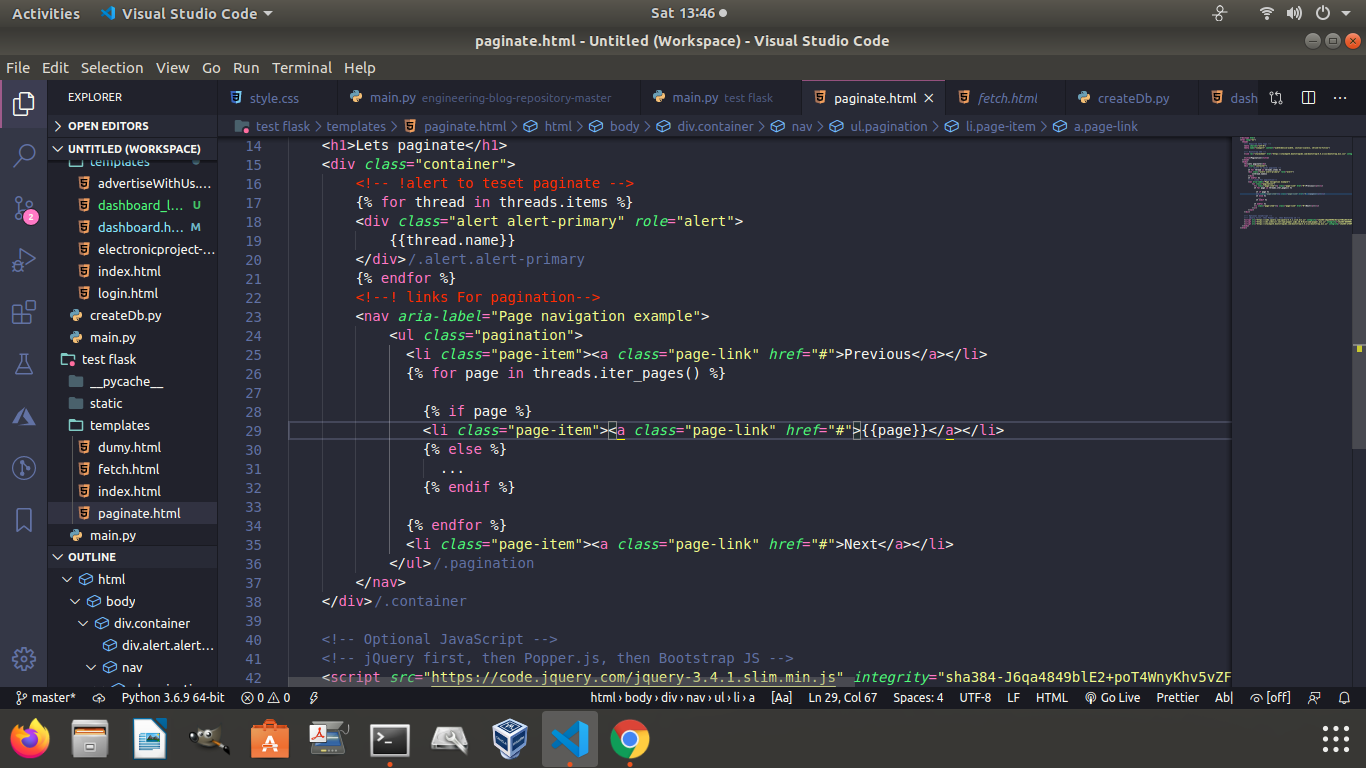 Activities Visual Studio Code Sat 13:46
paginate.html - Untitled (Workspace) - Visual Studio Code
File Edit Selection View Go Run Terminal Help
EXPLORER
OPEN EDITORS
UNTITLED (WORKSPACE)
templates
advertiseWithUs....
dashboard_l... U
dashboard.h... M
electronicproject-...
index.html
login.html
createDb.py
main.py
test flask
__pycache__
static
templates
dumy.html
fetch.html
index.html
paginate.html
main.py
OUTLINE
html
body
div.container
div.alert.alert...
nav
2
style.css main.py engineering-blog-repository-master main.py test flask paginate.html fetch.html createDb.py dash
test flask > templates > paginate.html > html > body > div.container > nav > ul.pagination > li.page-item > a.page-link
14 <h1>Lets paginate</h1>
15 <div class="container">
16 <!-- !alert to teset paginate -->
17 {% for thread in threads.items %}
18 <div class="alert alert-primary" role="alert">
19 {{thread.name}}
20 </div>/.alert.alert-primary
21 {% endfor %}
22 <!--! links For pagination-->
23 <nav aria-label="Page navigation example">
24 <ul class="pagination">
25 <li class="page-item"><a class="page-link" href="#">Previous</a></li>
26 {% for page in threads.iter_pages() %}
27
28 {% if page %}
29 <li class="page-item"><a class="page-link" href="#">{{page}}</a></li>
30 {% else %}
31 ...
32 {% endif %}
33
34 {% endfor %}
35 <li class="page-item"><a class="page-link" href="#">Next</a></li>
36 </ul>/.pagination
37 </nav>
38 </div>/.container
39
40 <!-- Optional JavaScript -->
41 <!-- jQuery first, then Popper.js, then Bootstrap JS -->
42 <script src="https://code.jquery.com/jquery-3.4.1.slim.min.js" integrity="sha384-J6qa4849blE2+poT4WnyKhv5vZF
master* Python 3.6.9 64-bit 0 0 html › body › div › nav › ul › li › a [Aa] Ln 29, Col 67 Spaces: 4 UTF-8 LF HTML Go Live Prettier Ab| [off]